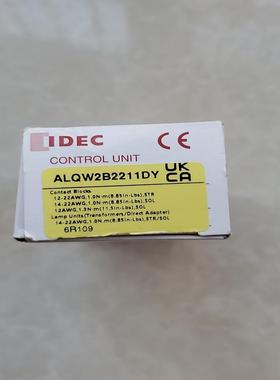 IDEC CE
CONTROL UNIT
ALQW2B2211DY UK CA
Contact Blocks
12-22AWG,1.0N·m(8.85in-Lbs),STR
14-22AWG,1.0N·m(8.85in-Lbs),SOL
12AWG,1.3N·m(11.5in-Lbs),SOL
Lamp Units(Transformers/Direct Adapter)
14-22AWG,1.0N·m(8.85in-Lbs),STR/SOL
6R109